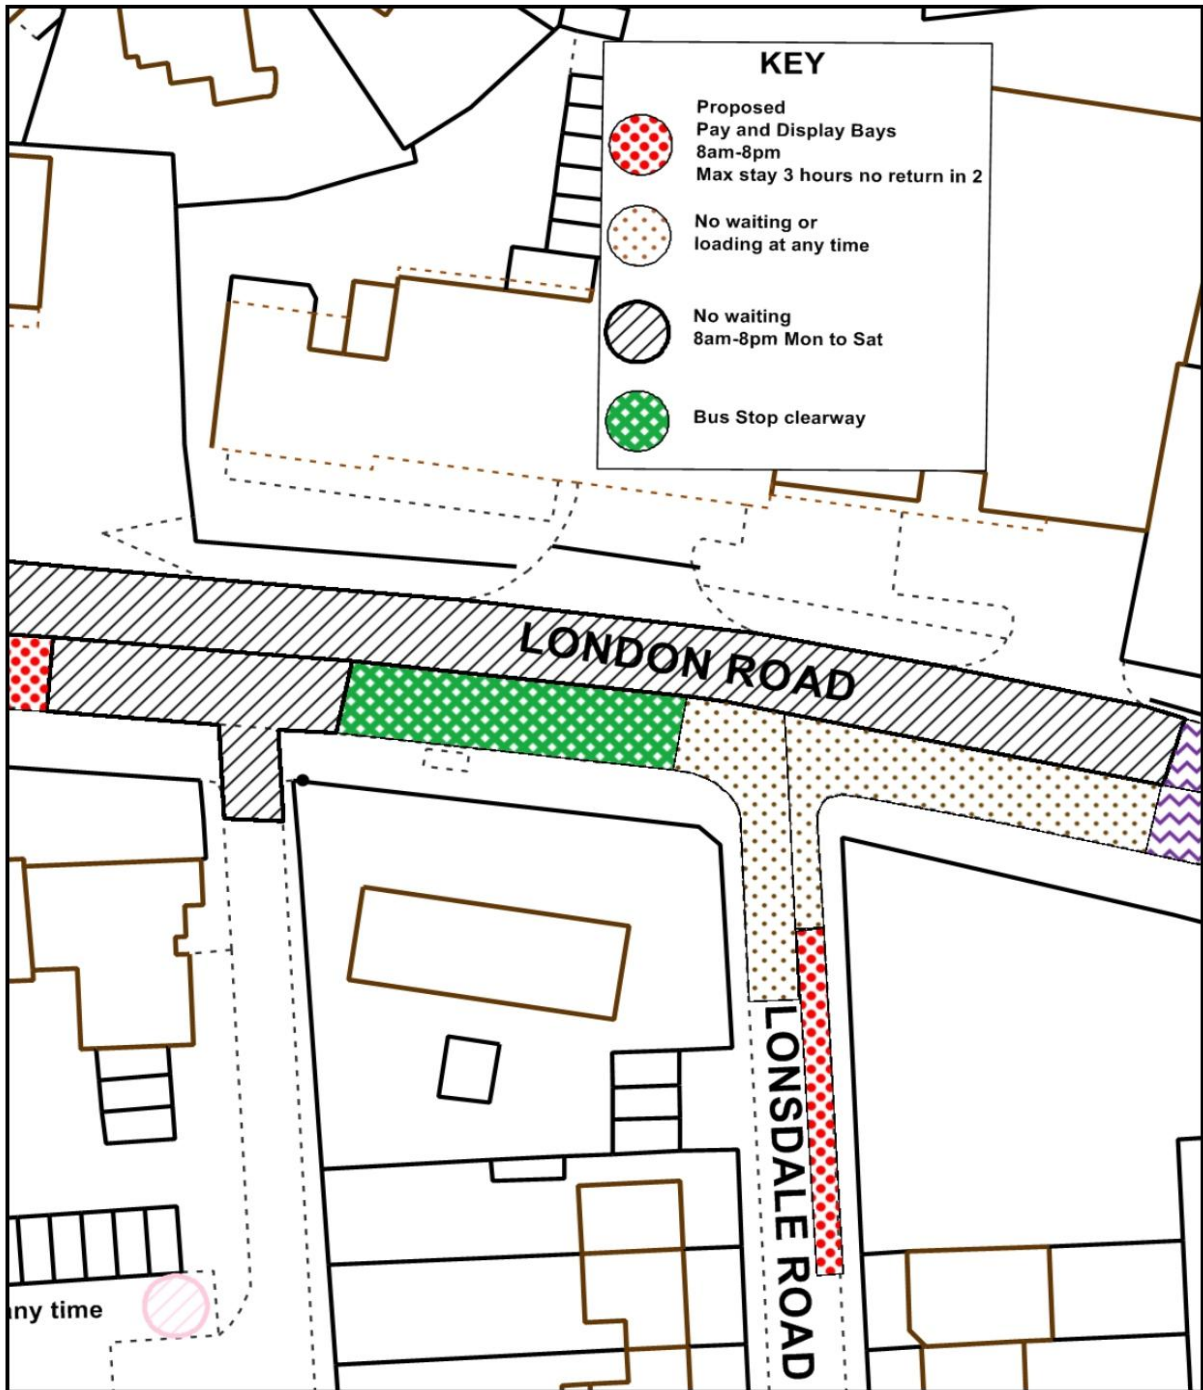 KEY
Proposed
Pay and Display Bays
8am-8pm
Max stay 3 hours no return in 2
No waiting or
loading at any time
No waiting
8am-8pm Mon to Sat
Bus Stop clearway
LONDON ROAD
LONSDALE ROAD
any time